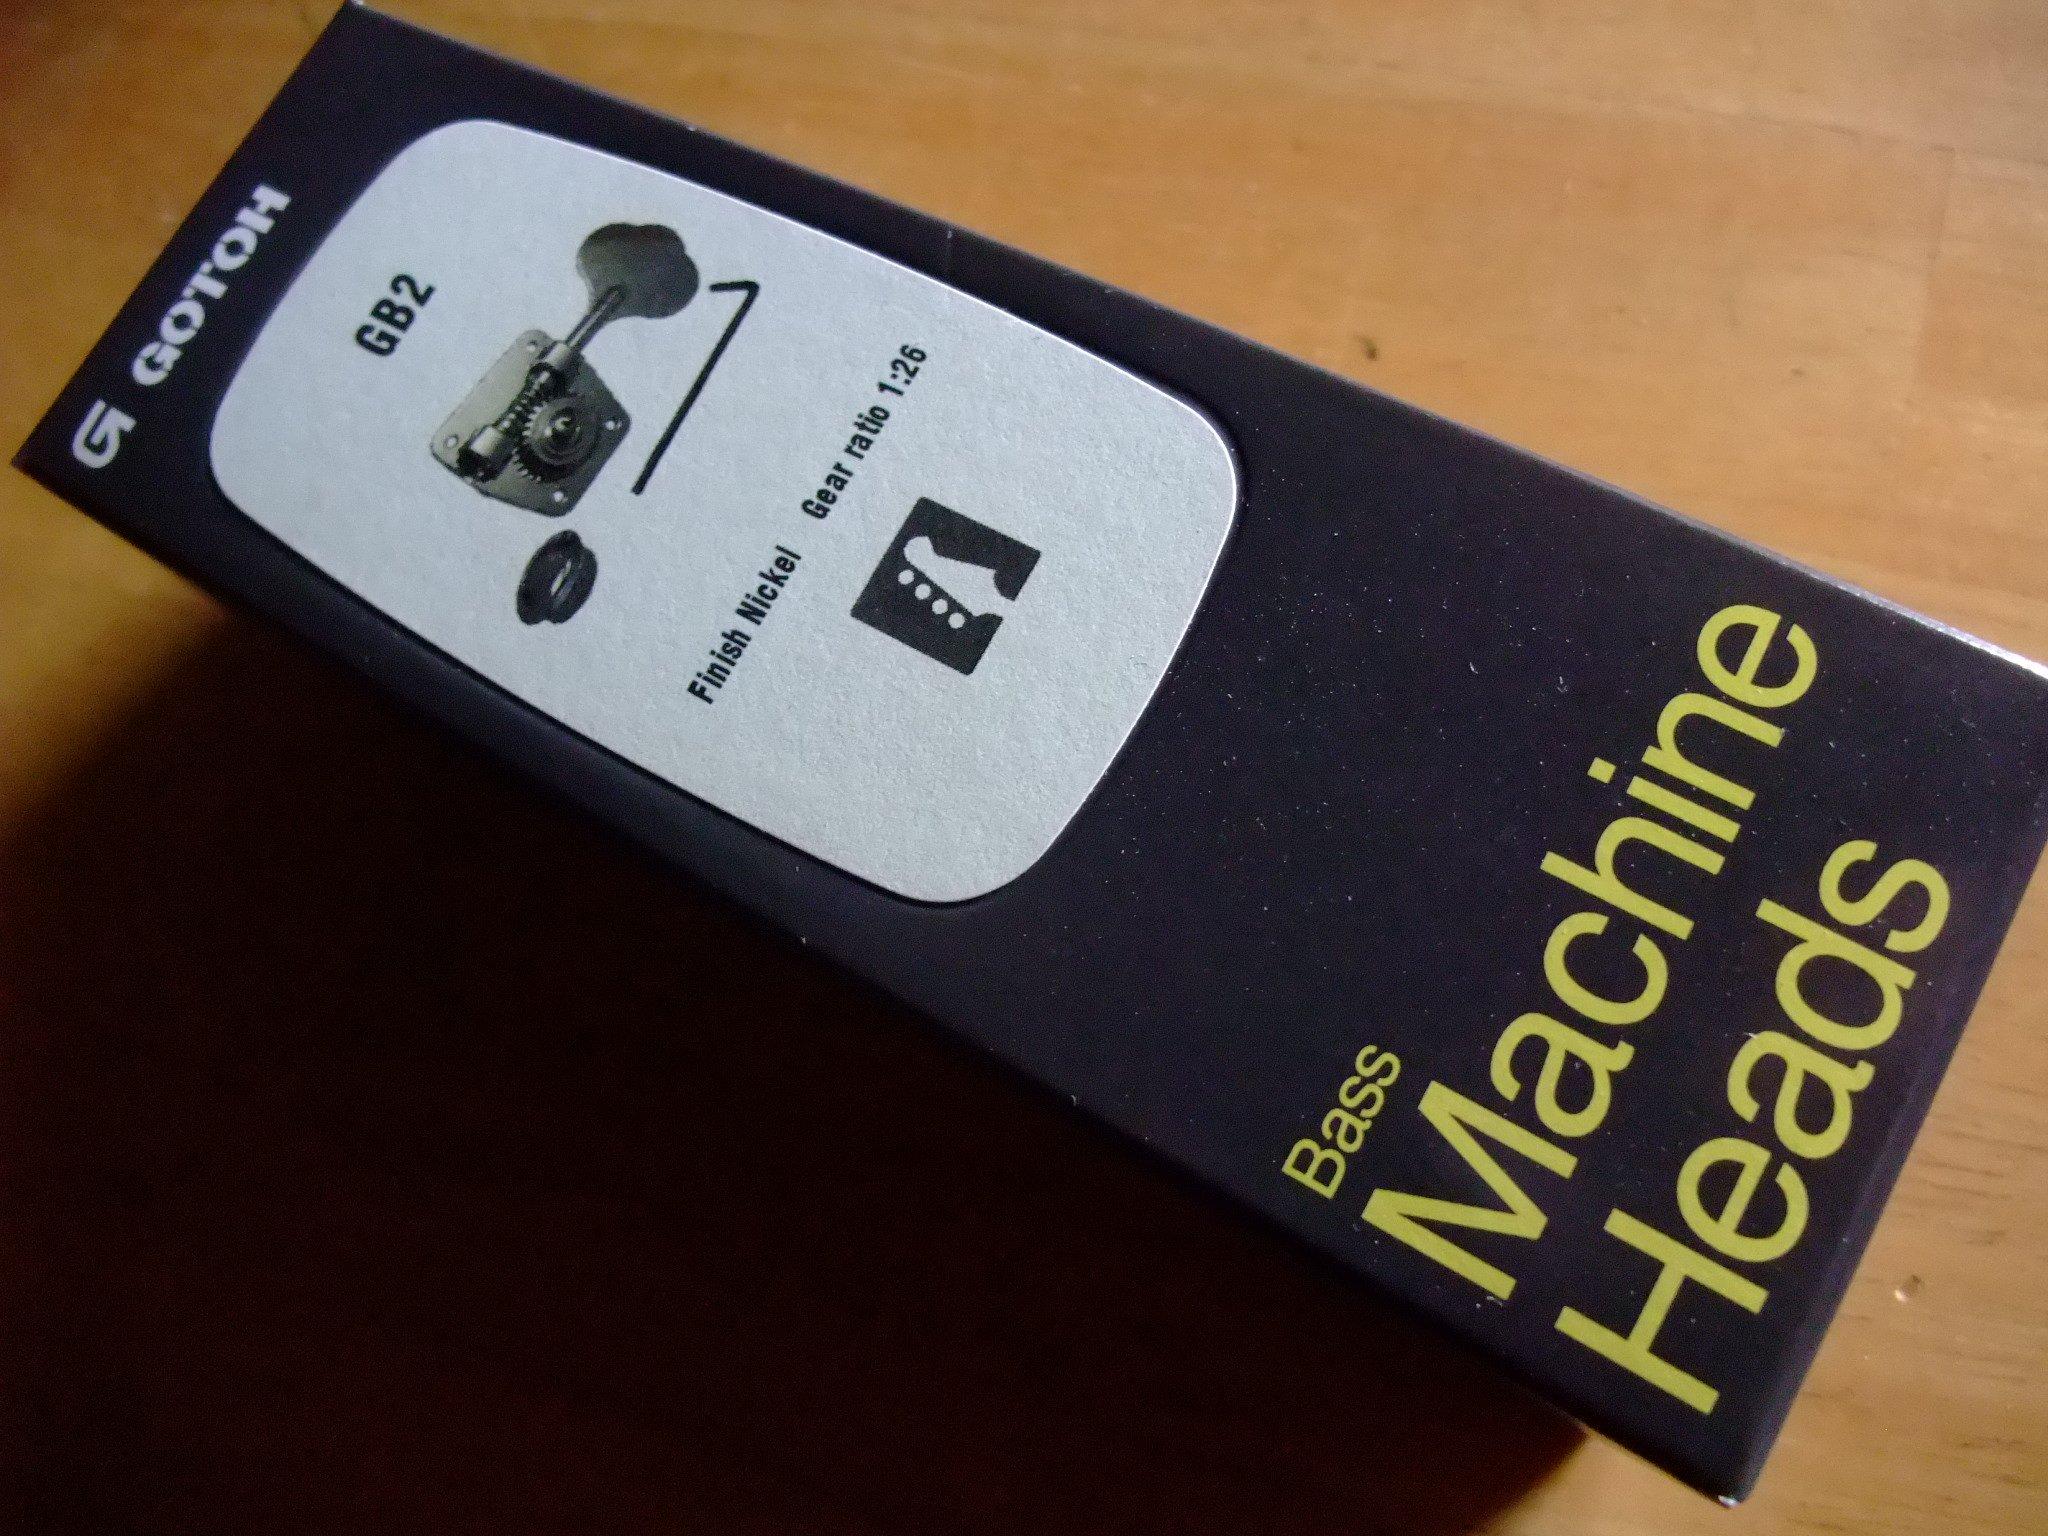 GOTOH
GB2
Finish Nickel Gear ratio 1:26
Bass
Machine
Heads